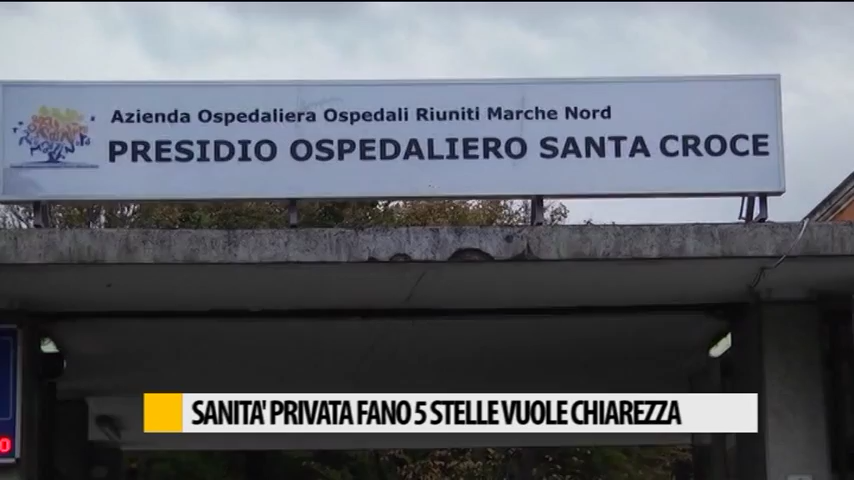 Azienda Ospedaliera Ospedali Riuniti Marche Nord
PRESIDIO OSPEDALIERO SANTA CROCE
SANITA' PRIVATA FANO 5 STELLE VUOLE CHIAREZZA